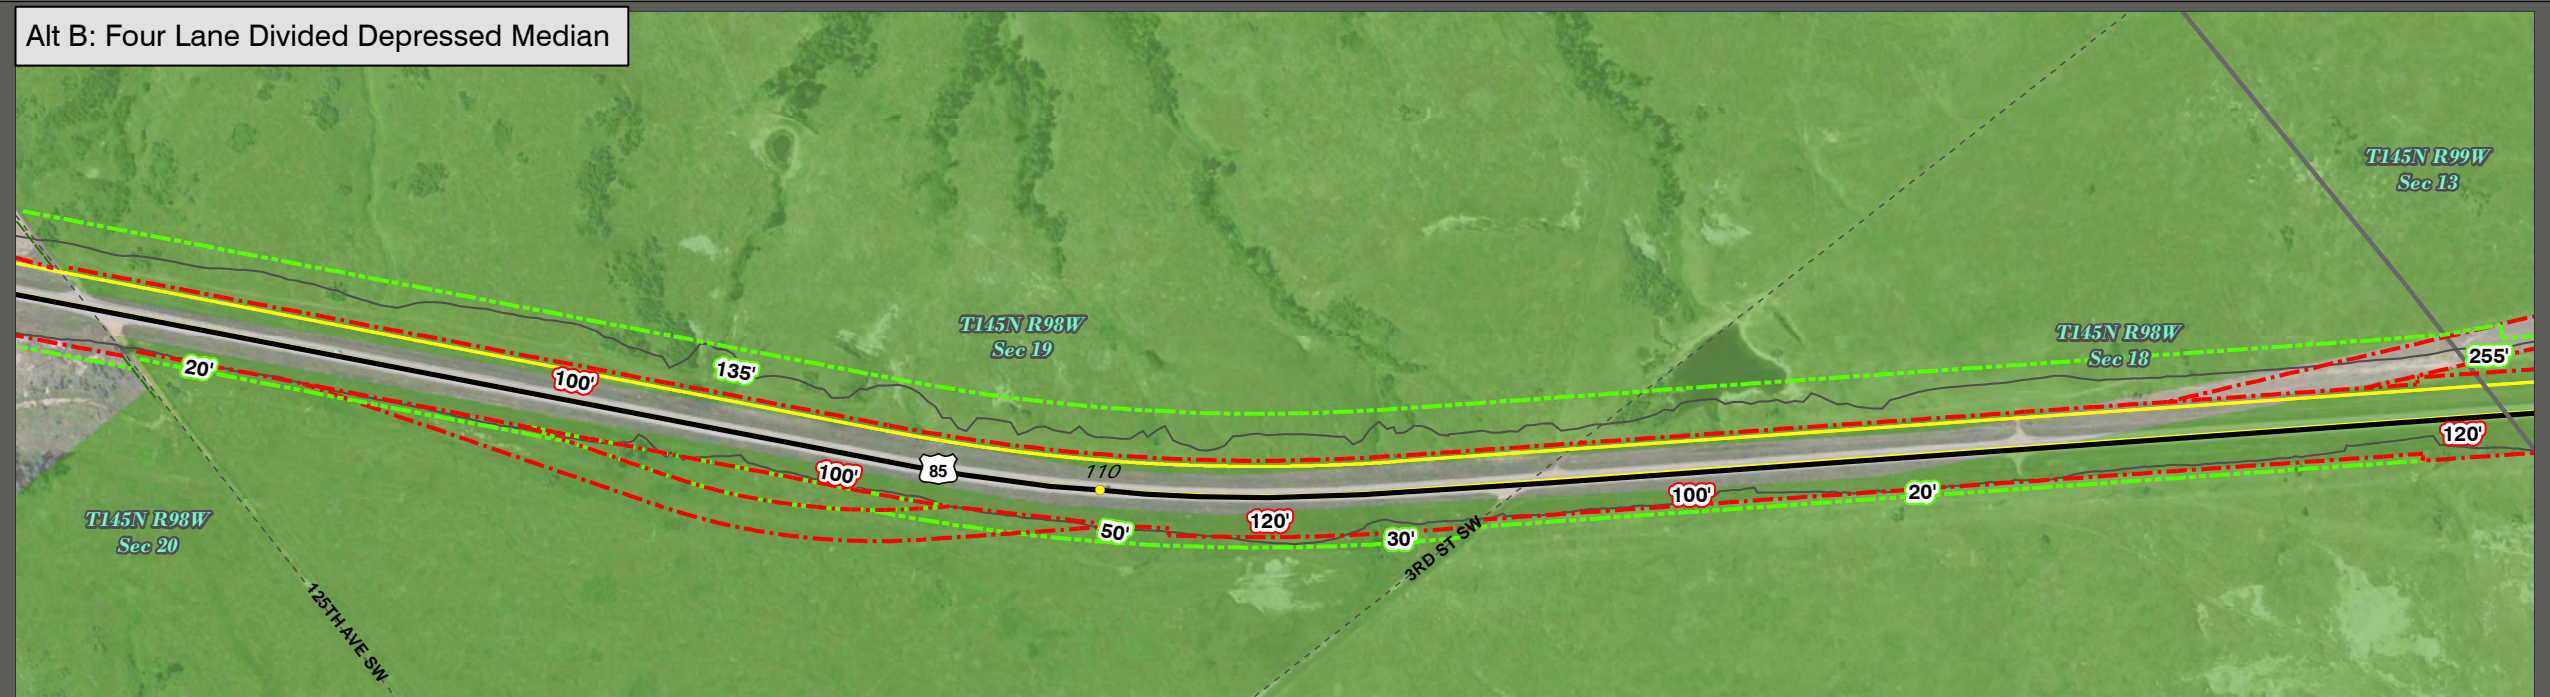 Alt B: Four Lane Divided Depressed Median
T145N R99W
Sec 13
T145N R98W
Sec 19
T145N R98W
Sec 18
255'
20'
100'
135'
120'
100'
85
110
100'
20'
120'
50'
30'
3RD ST SW
T145N R98W
Sec 20
125TH AVE SW